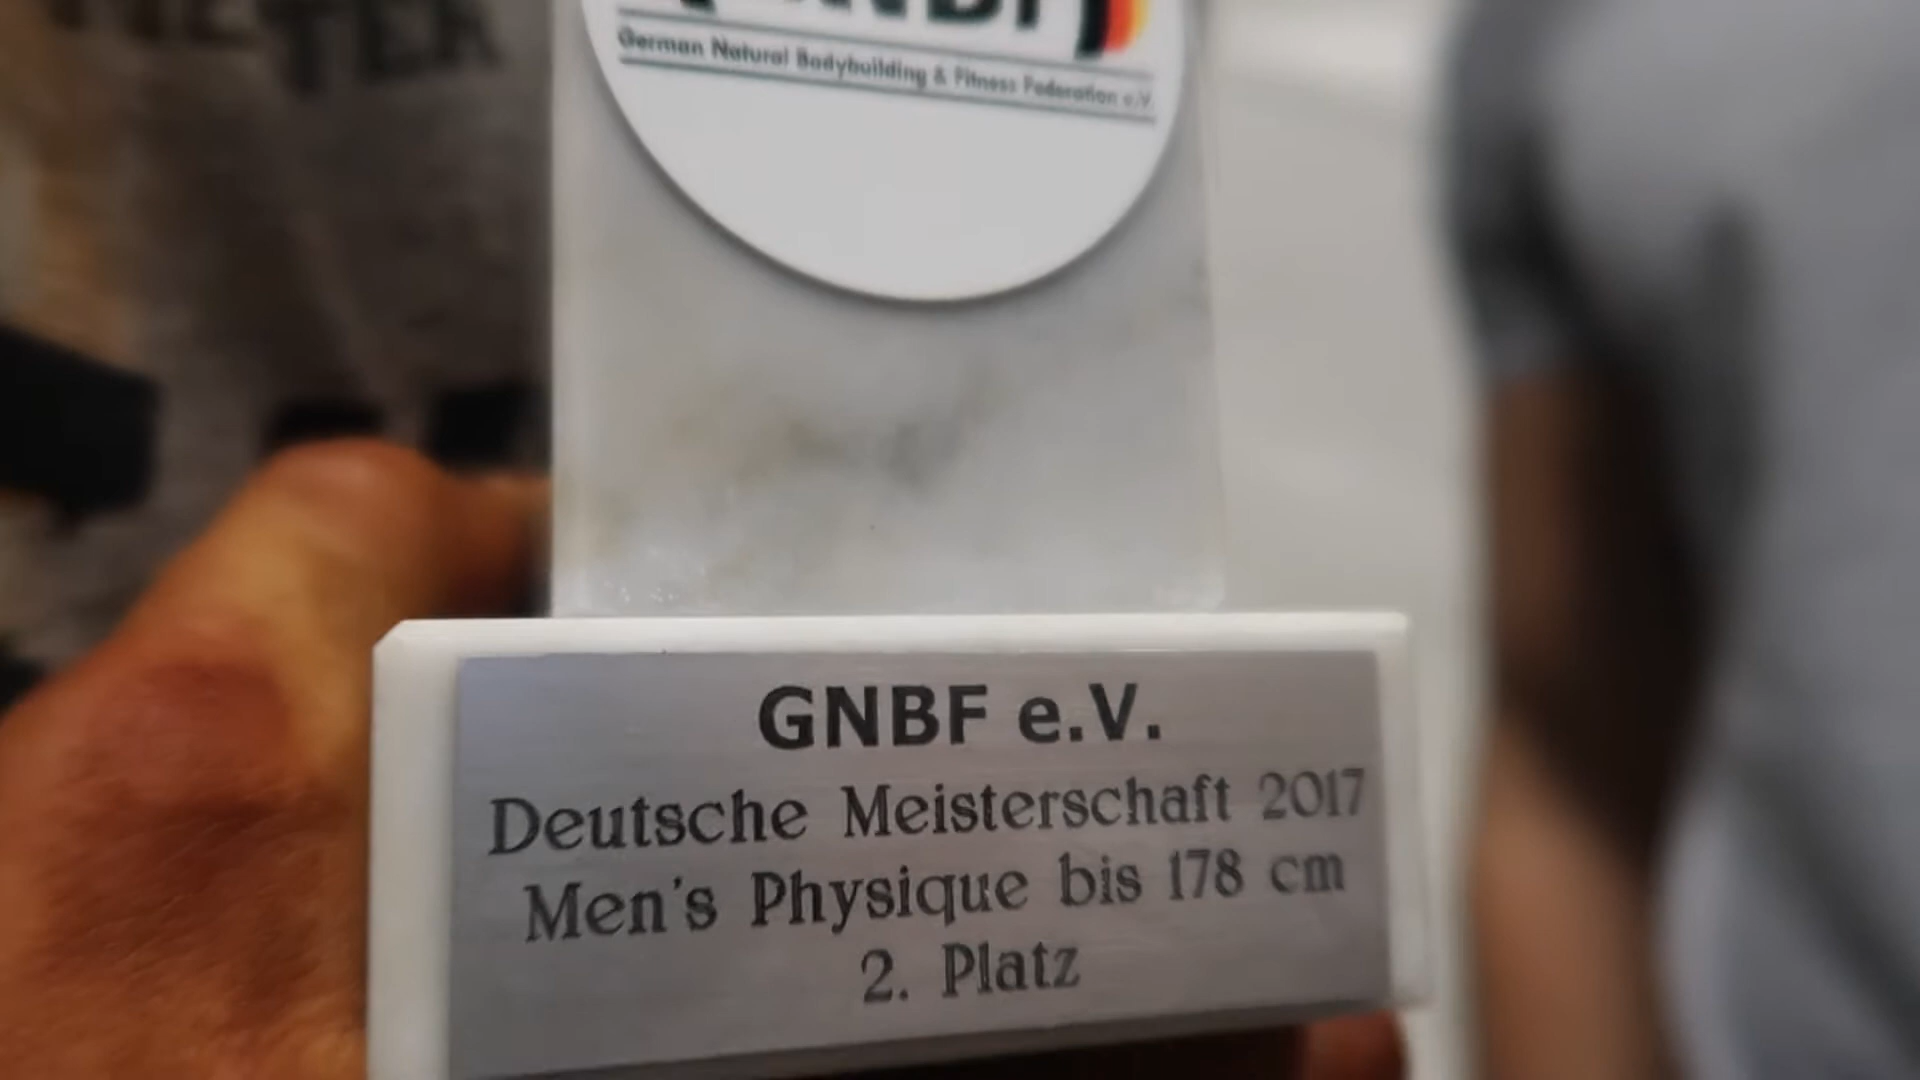 German Natural Bodybuilding & Fitness Federation e.V.
GNBF e.V.
Deutsche Meisterschaft 2017
Men's Physique bis 178 cm
2. Platz